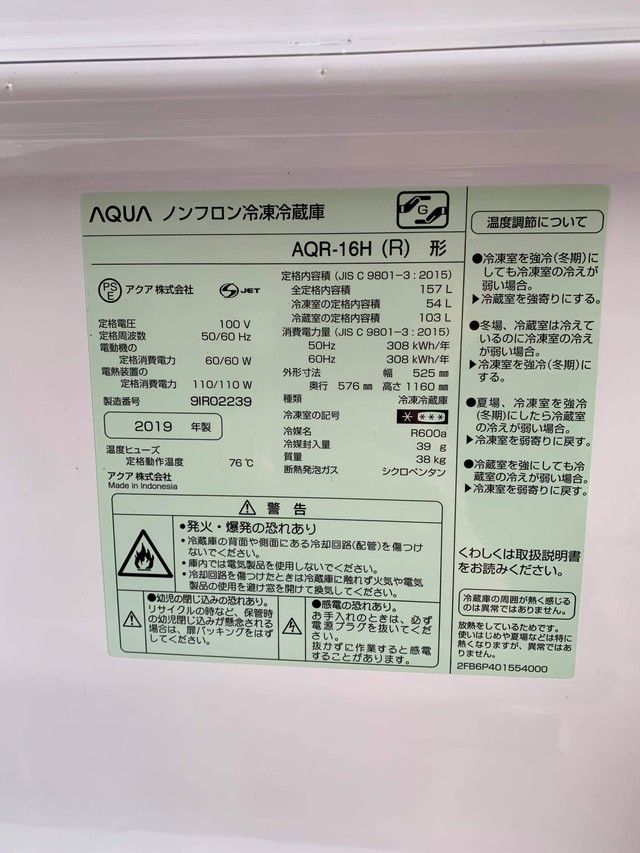 AQUA ノンフロン冷凍冷蔵庫
G
AQR-16H (R) 形
PSE アクア株式会社
S JET
定格電圧 100 V
定格周波数 50/60 Hz
電動機の
定格消費電力 60/60 W
電熱装置の
定格消費電力 110/110 W
製造番号 9IR02239
2019 年製
温度ヒューズ
定格動作温度 76℃
アクア株式会社
Made in Indonesia
定格内容積 (JIS C 9801-3 : 2015)
全定格内容積 157 L
冷凍室の定格内容積 54 L
冷蔵室の定格内容積 103 L
消費電力量 (JIS C 9801-3 : 2015)
50Hz 308 kWh/年
60Hz 308 kWh/年
外形寸法 幅 525 mm
奥行 576 mm 高さ 1160 mm
種類 冷凍冷蔵庫
冷凍室の記号 * ***
冷媒名 R600a
冷媒封入量 39 g
質量 38 kg
断熱発泡ガス シクロペンタン
⚠ 警告
●発火・爆発の恐れあり
・冷蔵庫の背面や側面にある冷却回路(配管)を傷つけ
ないでください。
・庫内では電気製品を使用しないでください。
・冷却回路を傷つけたときは冷蔵庫に触れず火気や電気
製品の使用を避け窓を開けて換気してください。
●幼児の閉じ込みの恐れあり。
リサイクルの時など、保管時
の幼児閉じ込みが懸念される
場合は、扉パッキングをはず
してください。
●感電の恐れあり。
お手入れのときは、必ず
電源プラグを抜いてくだ
さい。
抜かずに作業すると感電
することがあります。
温度調節について
●冷凍室を強冷(冬期)に
しても冷凍室の冷えが
弱い場合。
▶冷蔵室を強寄りにする。
●冬場、冷蔵室は冷えて
いるのに冷凍室の冷え
が弱い場合。
▶冷凍室を強冷(冬期)に
する。
●夏場、冷凍室を強冷
(冬期)にしたら冷蔵室
の冷えが弱い場合。
▶冷凍室を弱寄りに戻す。
●冷蔵室を強にしても冷
蔵室の冷えが弱い場合。
▶冷凍室を弱寄りに戻す。
くわしくは取扱説明書
をお読みください。
冷蔵庫の周囲が熱く感じる
のは異常ではありません。
放熱をしているためです。
使いはじめや夏場などは特に
熱くなりますが、異常ではあ
りません。
2FB6P401554000